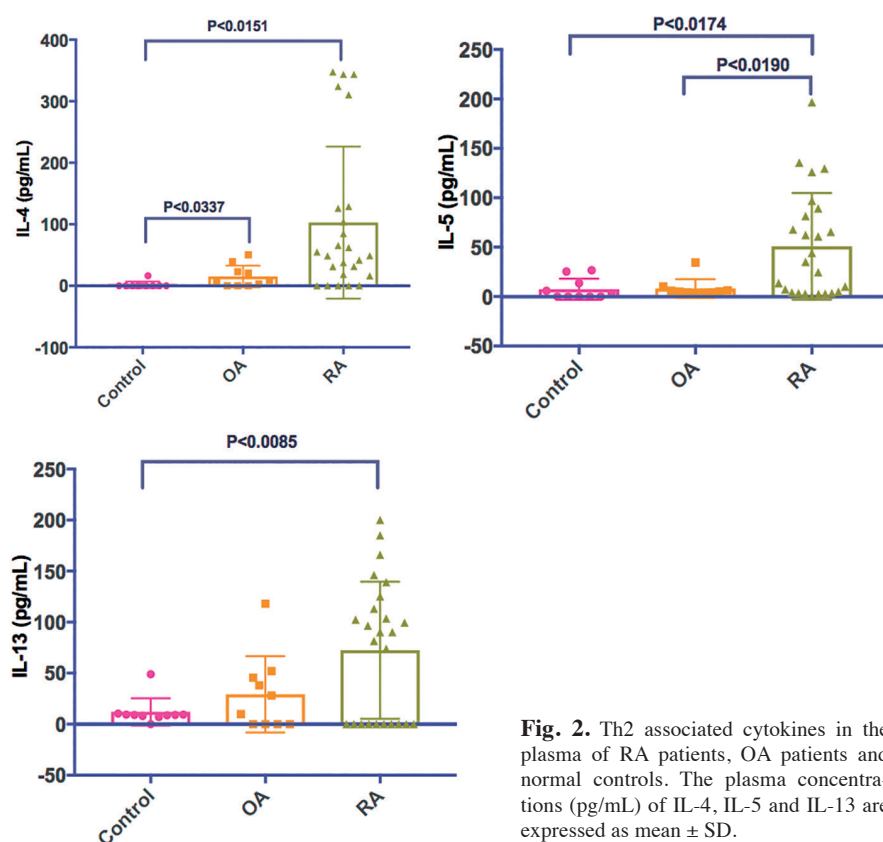 P<0.0151
400
300
200
100
0
-100
IL-4 (pg/mL)
P<0.0337
Control
OA
RA
P<0.0174
P<0.0190
250
200
150
100
50
0
-50
IL-5 (pg/mL)
Control
OA
RA
P<0.0085
250
200
150
100
50
0
-50
IL-13 (pg/mL)
Control
OA
RA
Fig. 2. Th2 associated cytokines in the
plasma of RA patients, OA patients and
normal controls. The plasma concentra-
tions (pg/mL) of IL-4, IL-5 and IL-13 are
expressed as mean ± SD.